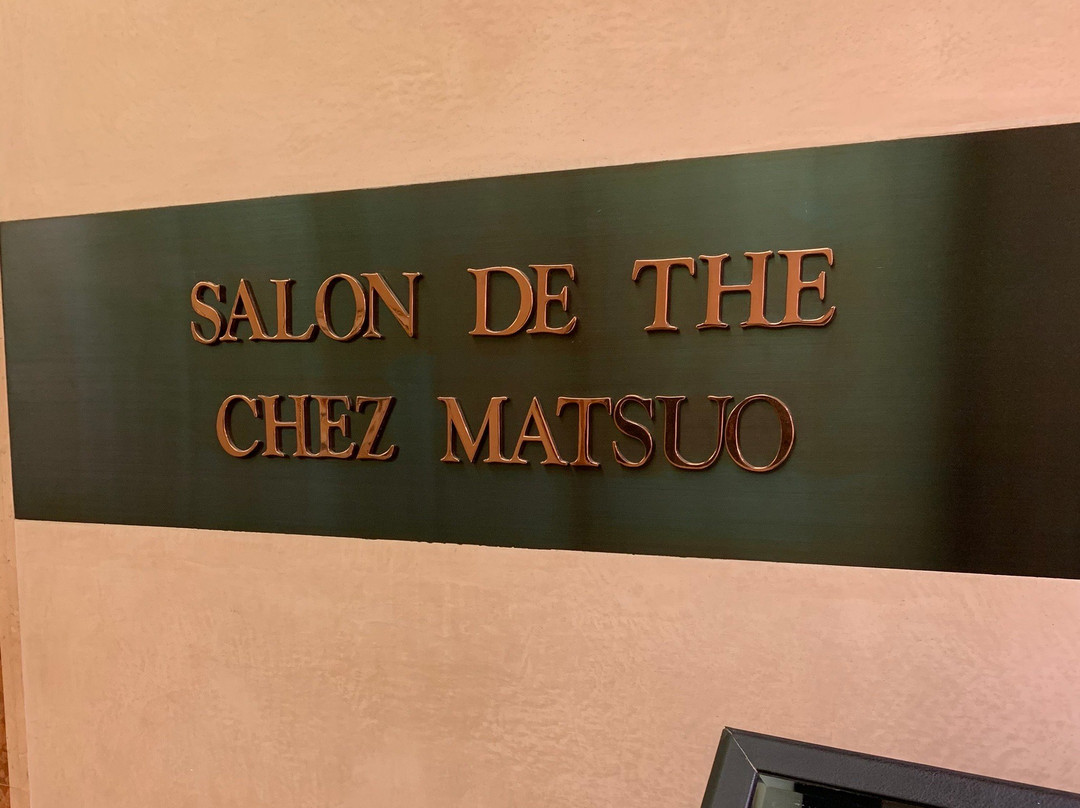 SALON DE THE
CHEZ MATSUO